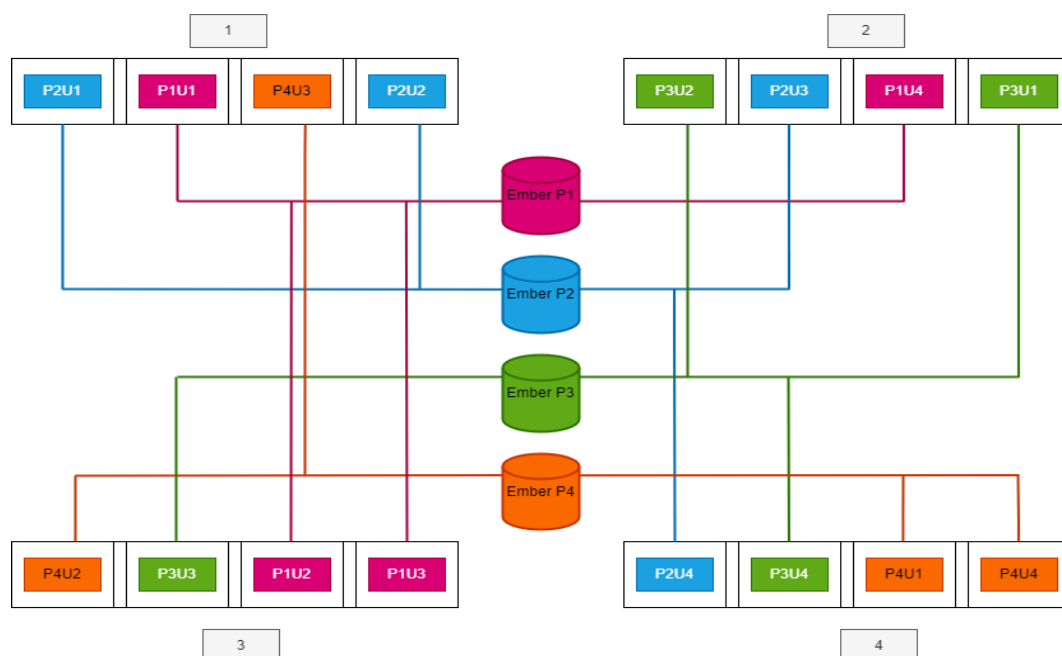 1
2
P2U1
P1U1
P4U3
P2U2
P3U2
P2U3
P1U4
P3U1
Ember P1
Ember P2
Ember P3
Ember P4
P4U2
P3U3
P1U2
P1U3
P2U4
P3U4
P4U1
P4U4
3
4